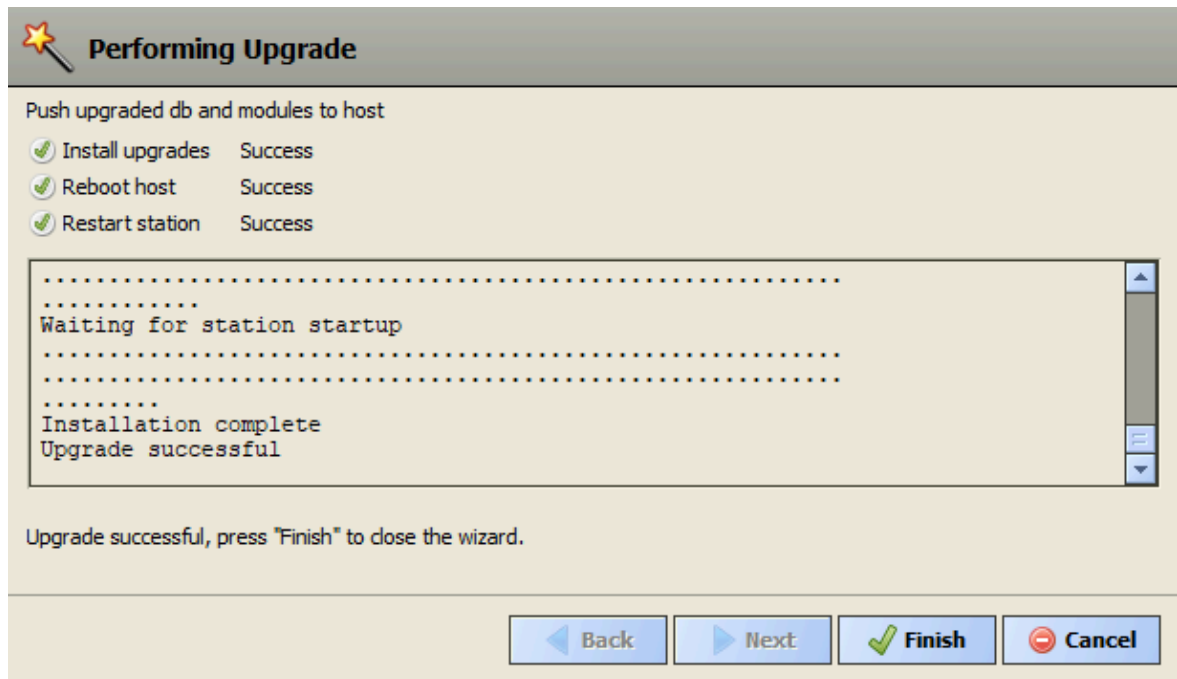 Performing Upgrade
Push upgraded db and modules to host
Install upgrades Success
Reboot host Success
Restart station Success
...........................................................
............
Waiting for station startup
...........................................................
...........................................................
.........
Installation complete
Upgrade successful
Upgrade successful, press "Finish" to close the wizard.
Back Next Finish Cancel